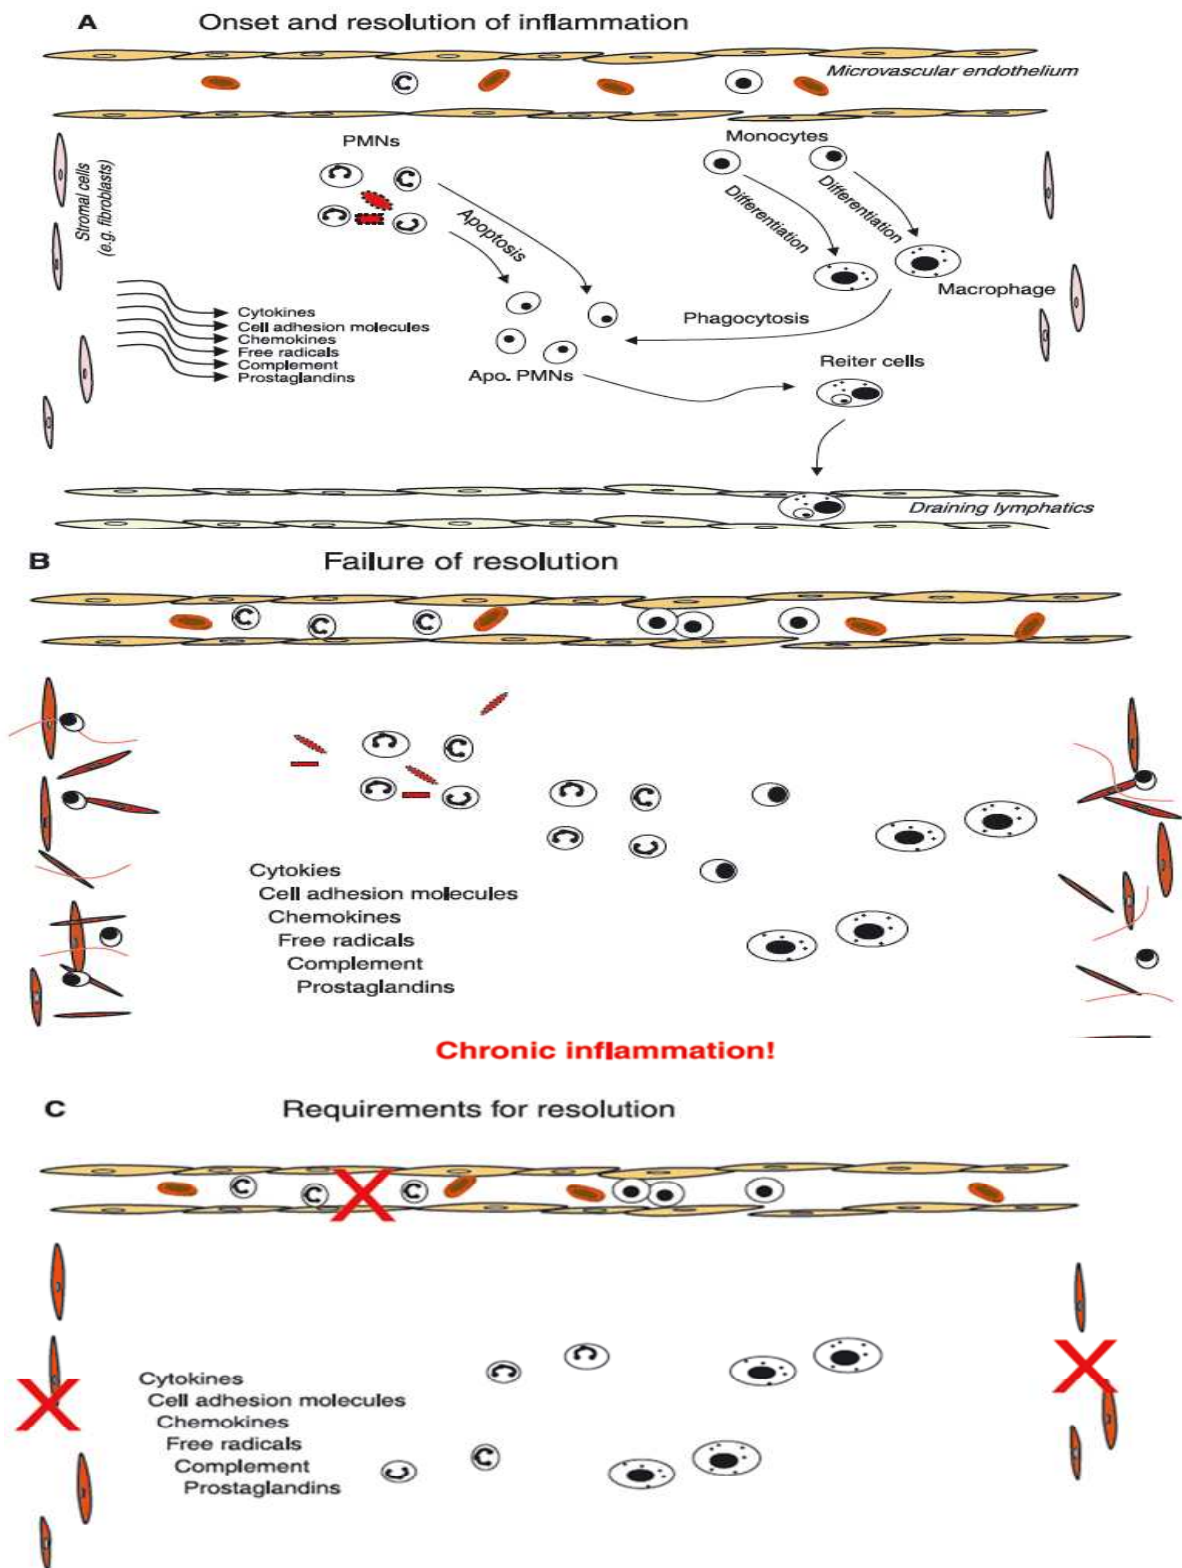 A Onset and resolution of inflammation
Microvascular endothelium
PMNs
Monocytes
Stromal cells
(e.g. fibroblasts)
Apoptosis
Differentiation
Differentiation
Macrophage
Cytokines
Cell adhesion molecules
Chemokines
Free radicals
Complement
Prostaglandins
Phagocytosis
Apo. PMNs
Reiter cells
Draining lymphatics
B Failure of resolution
Cytokies
Cell adhesion molecules
Chemokines
Free radicals
Complement
Prostaglandins
Chronic inflammation!
C Requirements for resolution
Cytokines
Cell adhesion molecules
Chemokines
Free radicals
Complement
Prostaglandins